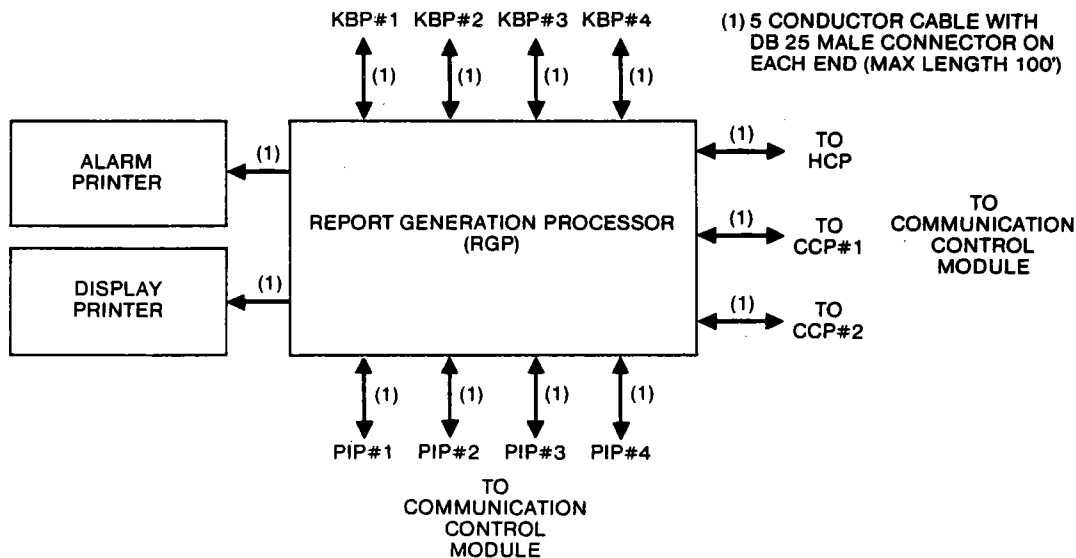 KBP#1 KBP#2 KBP#3 KBP#4
(1) 5 CONDUCTOR CABLE WITH
DB 25 MALE CONNECTOR ON
EACH END (MAX LENGTH 100')
(1) (1) (1) (1)
ALARM
PRINTER
(1)
DISPLAY
PRINTER
(1)
REPORT GENERATION PROCESSOR
(RGP)
(1) TO
HCP
(1) TO
CCP#1
(1) TO
CCP#2
TO
COMMUNICATION
CONTROL
MODULE
(1) (1) (1) (1)
PIP#1 PIP#2 PIP#3 PIP#4
TO
COMMUNICATION
CONTROL
MODULE